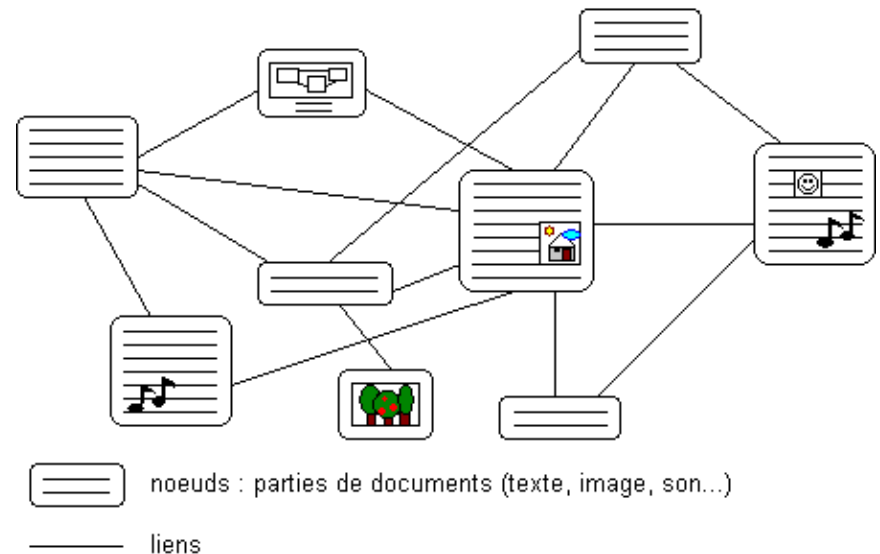 noeuds : parties de documents (texte, image, son...)
liens